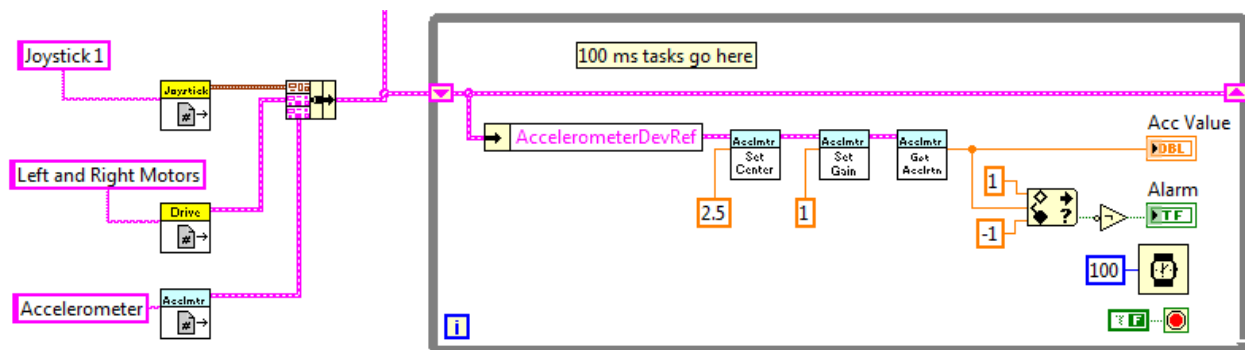 Joystick 1
Joystick
#
Left and Right Motors
Drive
#
Accelerometer
Acclmtr
#
100 ms tasks go here
AccelerometerDevRef
Acclmtr
Set
Center
Acclmtr
Set
Gain
Acclmtr
Get
Acclrtn
2.5
1
Acc Value
DBL
1
-1
?
Alarm
TF
100
F
i